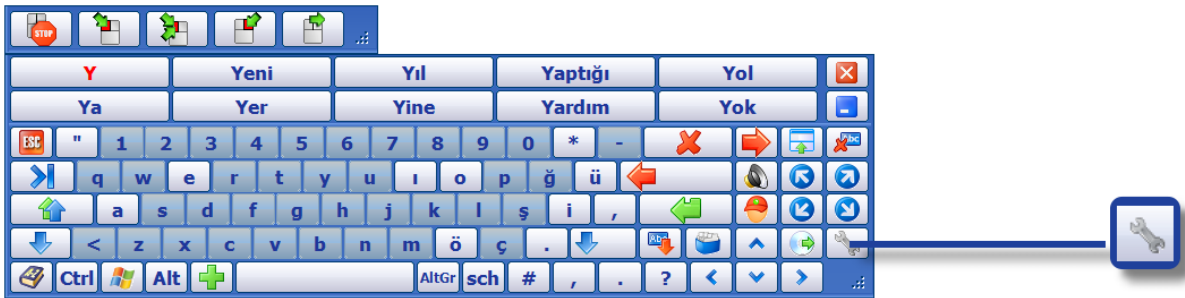 STOP
Y Yeni Yıl Yaptığı Yol
Ya Yer Yine Yardım Yok
ESC " 1 2 3 4 5 6 7 8 9 0 * - Abc
q w e r t y u ı o p ğ ü
a s d f g h j k l ş i ,
< z x c v b n m ö ç .
Ctrl Alt AltGr sch # , . ?